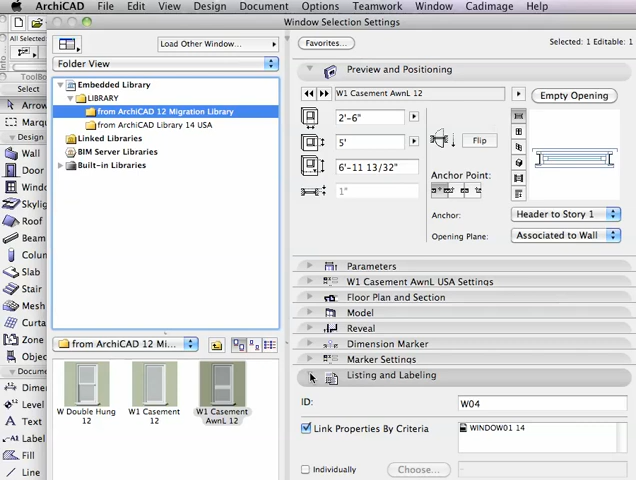 ArchiCAD File Edit View Design Document Options Teamwork Window Cadimage Help
Window Selection Settings
All Selected
ToolBo
Select
Arrow
Marqu
Design
Wall
Door
Windo
Skylig
Roof
Beam
Colum
Slab
Stair
Mesh
Curta
Zone
Objec
Docume
Dimen
Level
Text
Label
Fill
Line
Info
Load Other Window...
Folder View
Embedded Library
LIBRARY
from ArchiCAD 12 Migration Library
from ArchiCAD Library 14 USA
Linked Libraries
BIM Server Libraries
Built-in Libraries
from ArchiCAD 12 Mi...
W Double Hung 12
W1 Casement 12
W1 Casement AwnL 12
Favorites...
Selected: 1 Editable: 1
Preview and Positioning
W1 Casement AwnL 12
Empty Opening
2'-6"
5'
6'-11 13/32"
1"
Flip
Anchor Point:
Anchor:
Header to Story 1
Opening Plane:
Associated to Wall
Parameters
W1 Casement AwnL USA Settings
Floor Plan and Section
Model
Reveal
Dimension Marker
Marker Settings
Listing and Labeling
ID:
W04
Link Properties By Criteria
WINDOW01 14
Individually
Choose...